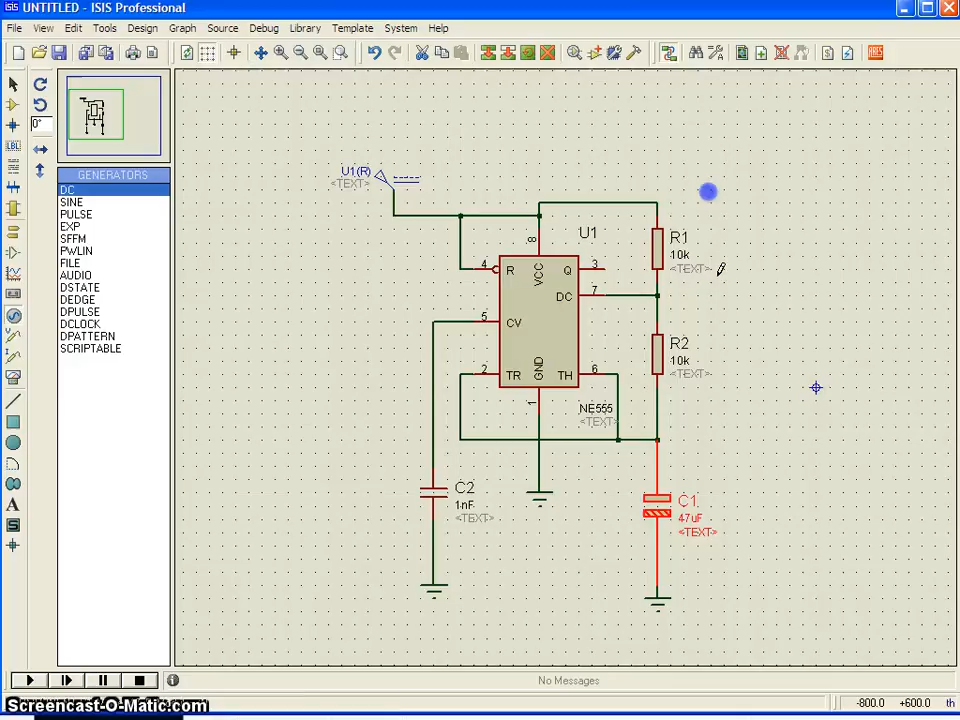 UNTITLED - ISIS Professional
File View Edit Tools Design Graph Source Debug Library Template System Help
ARES
0°
LBL
A
S
GENERATORS
DC
SINE
PULSE
EXP
SFFM
PWLIN
FILE
AUDIO
DSTATE
DEDGE
DPULSE
DCLOCK
DPATTERN
SCRIPTABLE
U1(R)
<TEXT>
U1
8
VCC
4
R
Q
3
DC
7
5
CV
2
TR
GND
TH
6
1
NE555
<TEXT>
R1
10k
<TEXT>
R2
10k
<TEXT>
C2
1nF
<TEXT>
C1
47uF
<TEXT>
No Messages
-800.0 +600.0 th
Screencast-O-Matic.com